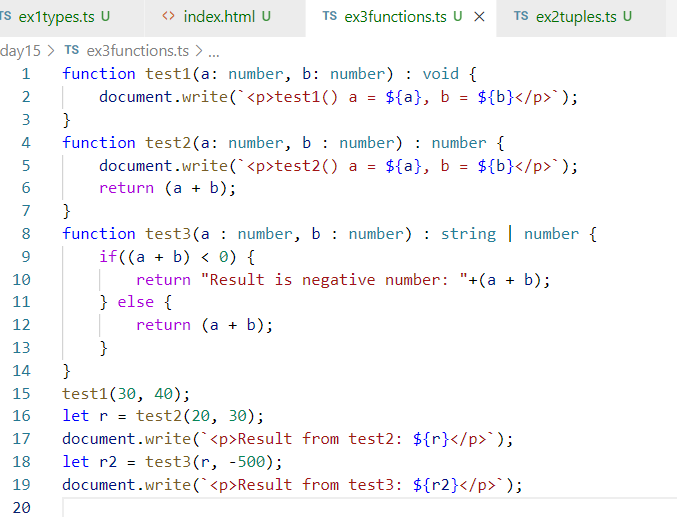 TS ex1types.ts U <> index.html U TS ex3functions.ts U × TS ex2tuples.ts U
day15 > TS ex3functions.ts > ...
1 function test1(a: number, b: number) : void {
2 document.write(`<p>test1() a = ${a}, b = ${b}</p>`);
3 }
4 function test2(a: number, b : number) : number {
5 document.write(`<p>test2() a = ${a}, b = ${b}</p>`);
6 return (a + b);
7 }
8 function test3(a : number, b : number) : string | number {
9 if((a + b) < 0) {
10 return "Result is negative number: "+(a + b);
11 } else {
12 return (a + b);
13 }
14 }
15 test1(30, 40);
16 let r = test2(20, 30);
17 document.write(`<p>Result from test2: ${r}</p>`);
18 let r2 = test3(r, -500);
19 document.write(`<p>Result from test3: ${r2}</p>`);
20